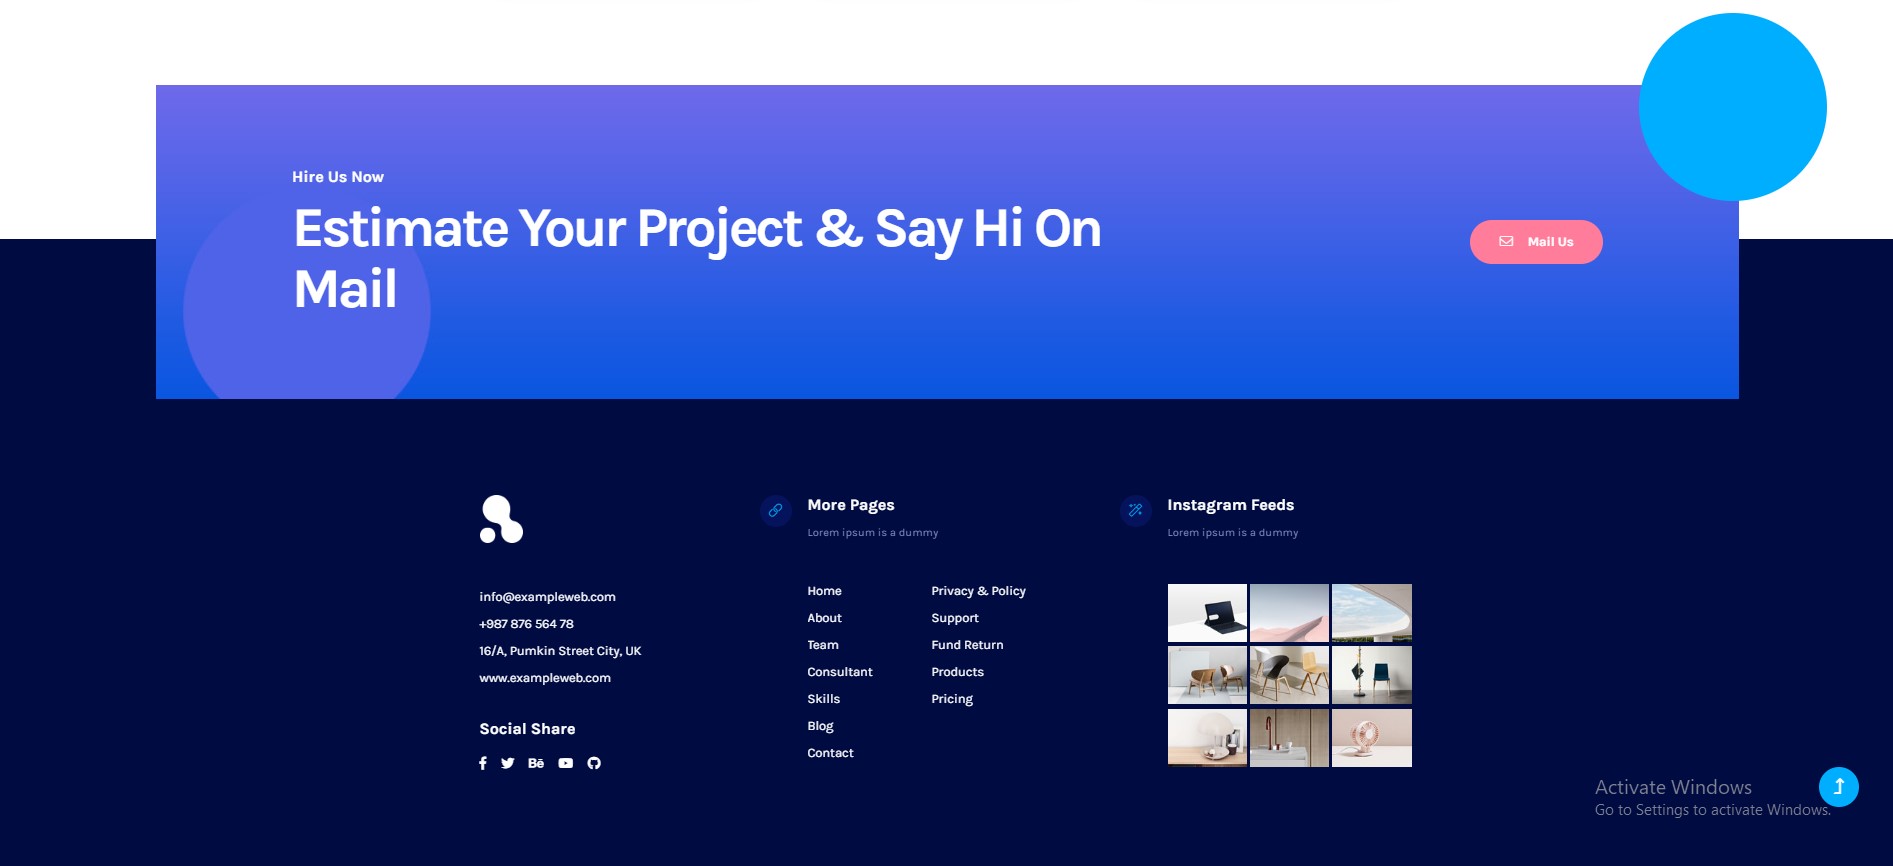 Hire Us Now
Estimate Your Project & Say Hi On
Mail
Mail Us
info@exampleweb.com
+987 876 564 78
16/A, Pumkin Street City, UK
www.exampleweb.com
Social Share
Bē
More Pages
Lorem ipsum is a dummy
Home
About
Team
Consultant
Skills
Blog
Contact
Privacy & Policy
Support
Fund Return
Products
Pricing
Instagram Feeds
Lorem ipsum is a dummy
Activate Windows
Go to Settings to activate Windows.